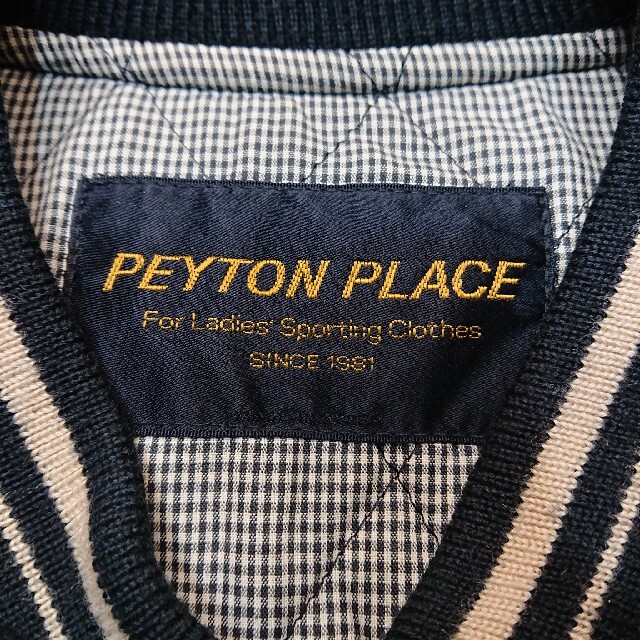 PEYTON PLACE
For Ladies' Sporting Clothes
SINCE 1981